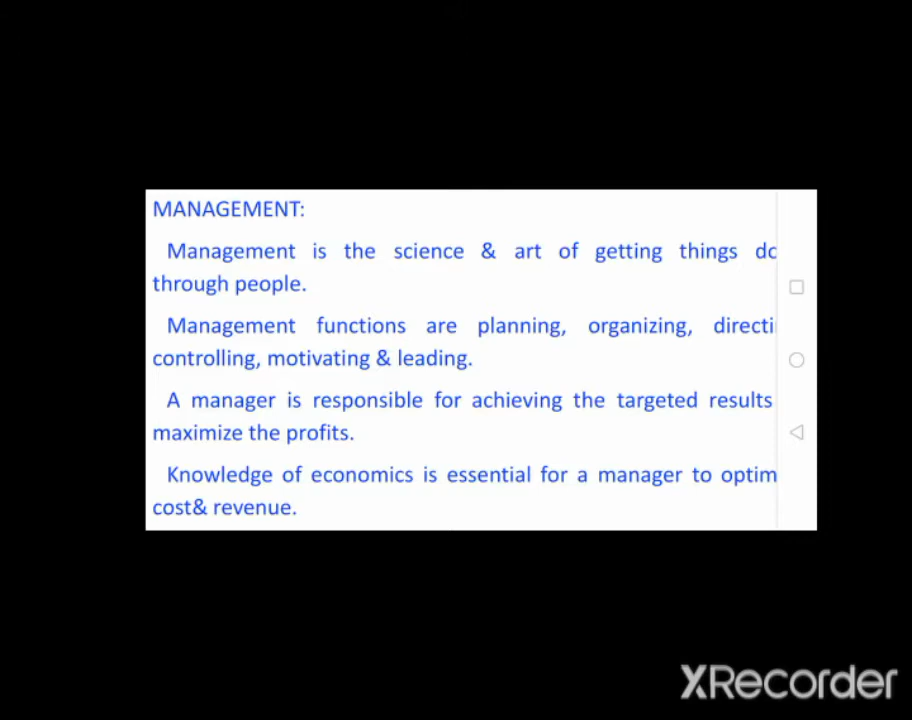 MANAGEMENT:
Management is the science & art of getting things
through people.
Management functions are planning, organizing,
controlling, motivating & leading.
A manager is responsible for achieving the targeted results
maximize the profits.
Knowledge of economics is essential for a manager to
cost& revenue.
XRecorder